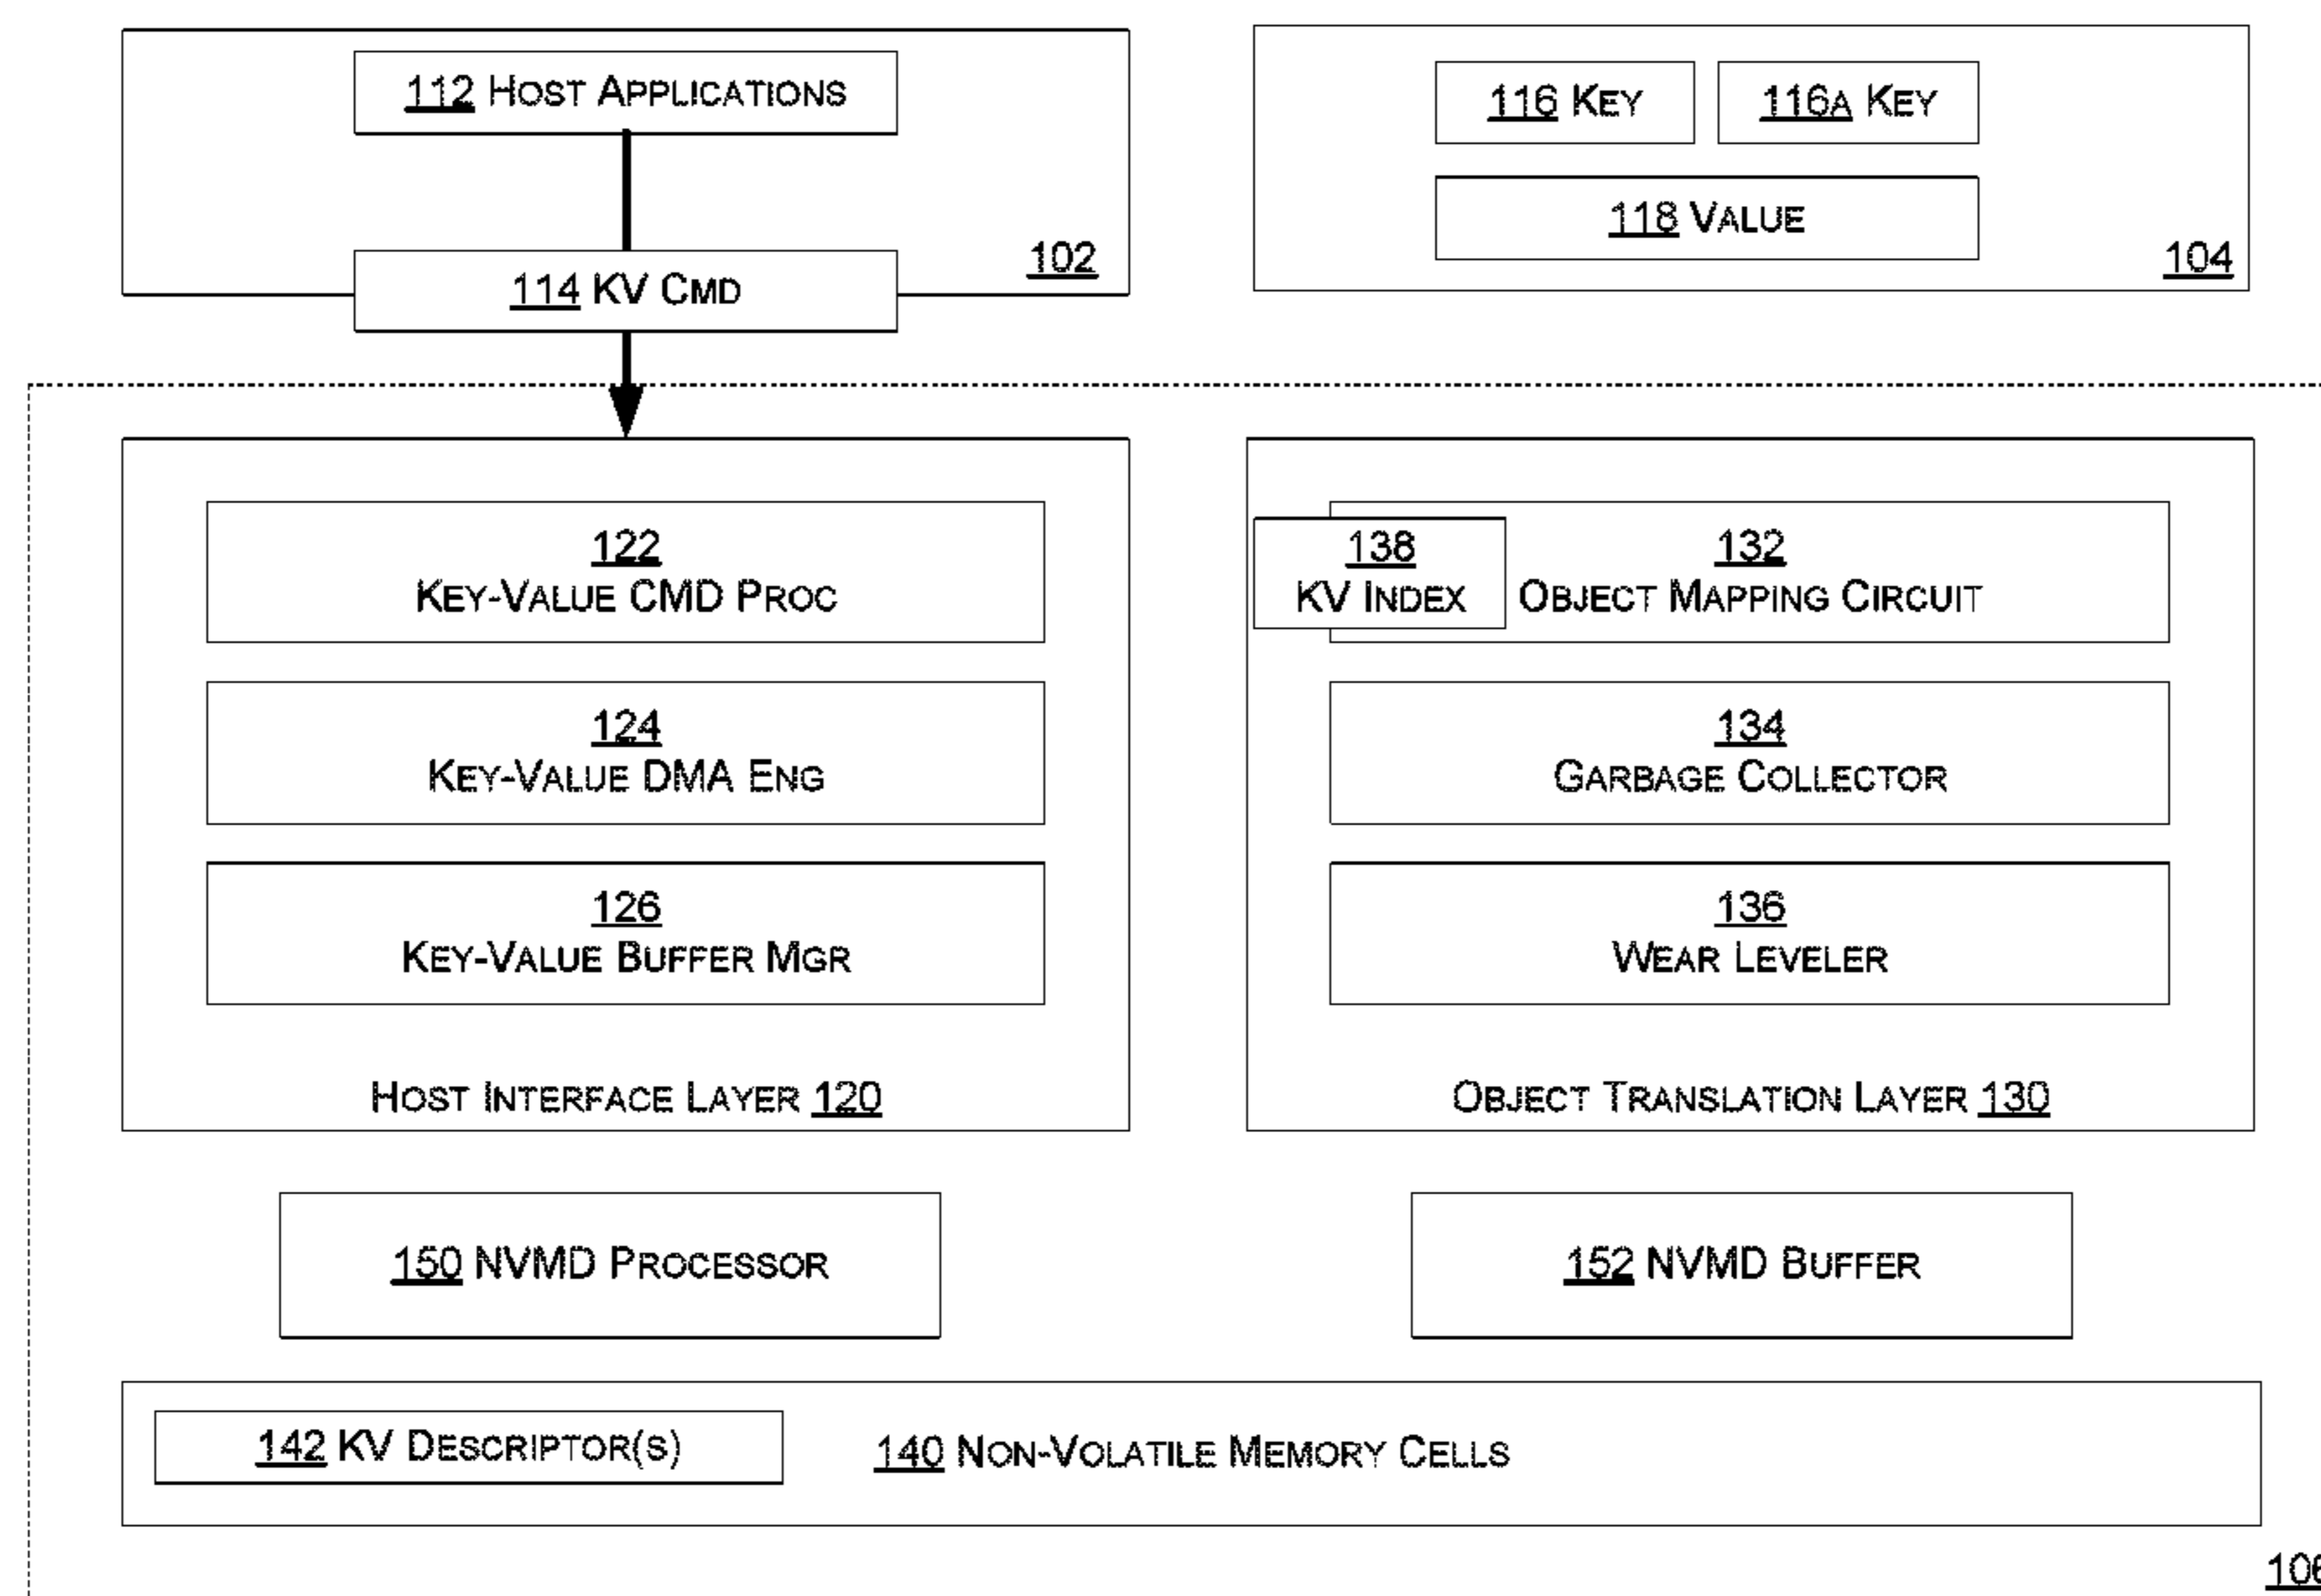 112 HOST APPLICATIONS
114 KV CMD
102
116 KEY
116A KEY
118 VALUE
104
122
KEY-VALUE CMD PROC
124
KEY-VALUE DMA ENG
126
KEY-VALUE BUFFER MGR
HOST INTERFACE LAYER 120
138
KV INDEX
132
OBJECT MAPPING CIRCUIT
134
GARBAGE COLLECTOR
136
WEAR LEVELER
OBJECT TRANSLATION LAYER 130
150 NVMD PROCESSOR
152 NVMD BUFFER
142 KV DESCRIPTOR(S)
140 NON-VOLATILE MEMORY CELLS
106